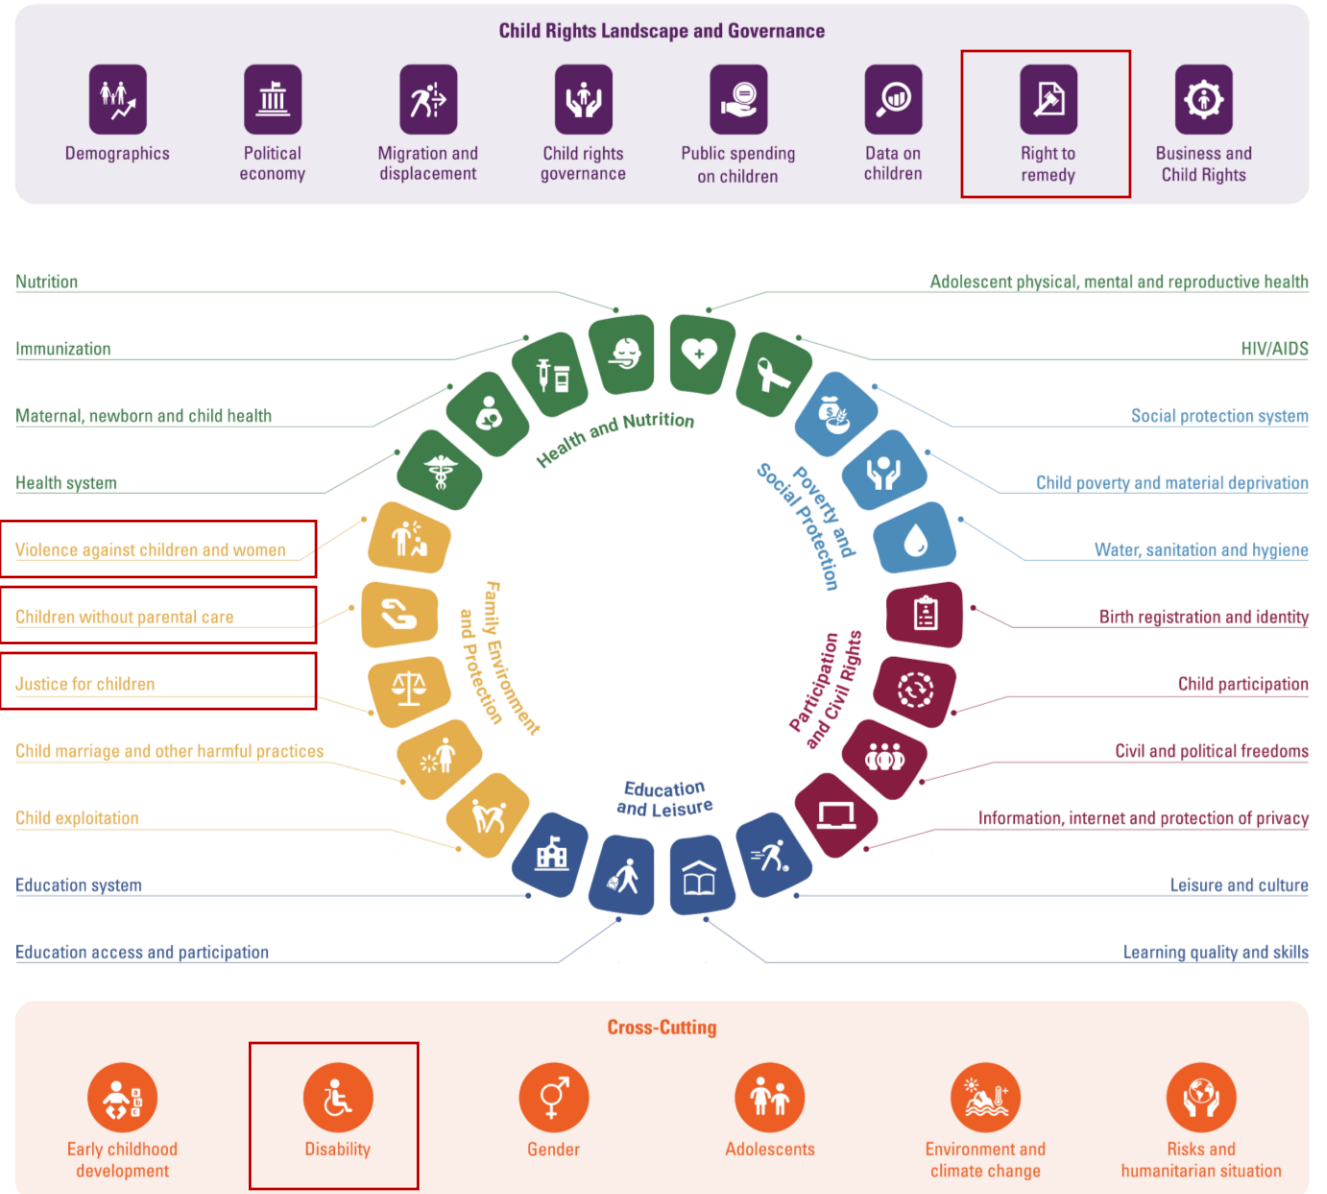 Child Rights Landscape and Governance
Demographics
Political
economy
Migration and
displacement
Child rights
governance
Public spending
on children
Data on
children
Right to
remedy
Business and
Child Rights
Nutrition
Immunization
Maternal, newborn and child health
Health system
Violence against children and women
Children without parental care
Justice for children
Child marriage and other harmful practices
Child exploitation
Education system
Education access and participation
Adolescent physical, mental and reproductive health
HIV/AIDS
Social protection system
Child poverty and material deprivation
Water, sanitation and hygiene
Birth registration and identity
Child participation
Civil and political freedoms
Information, internet and protection of privacy
Leisure and culture
Learning quality and skills
Health and Nutrition
Poverty and
Social Protection
Family Environment
and Protection
Participation
and Civil Rights
Education
and Leisure
Cross-Cutting
a
b
c
Early childhood
development
Disability
Gender
Adolescents
Environment and
climate change
Risks and
humanitarian situation